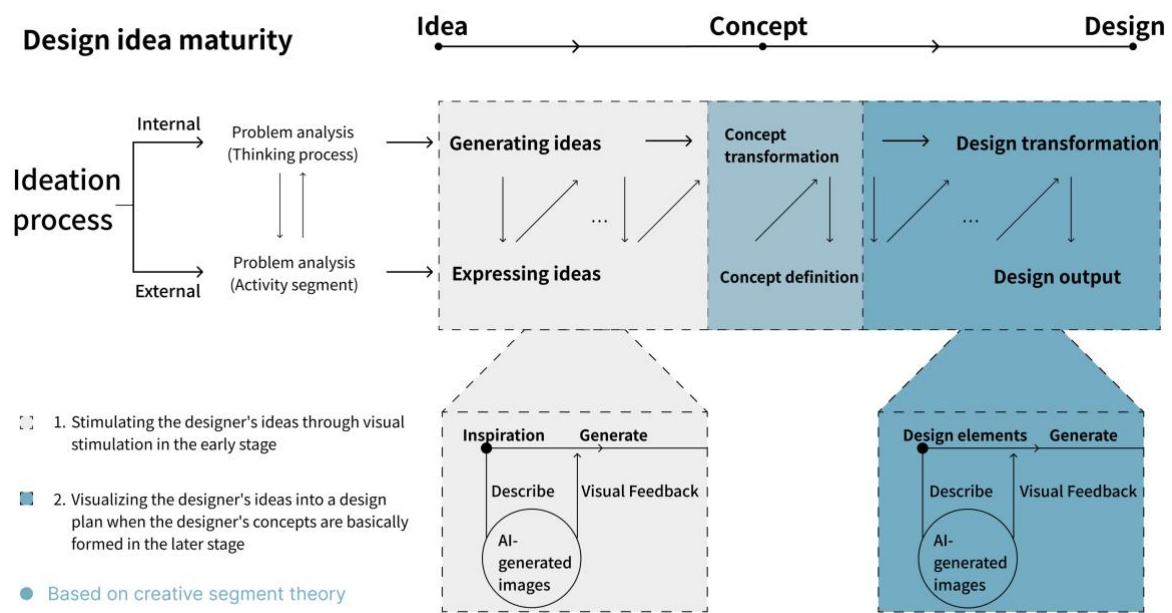 Design idea maturity
Idea
Concept
Design
Ideation
process
Internal
External
Problem analysis
(Thinking process)
Problem analysis
(Activity segment)
Generating ideas
Concept
transformation
Design transformation
...
...
Expressing ideas
Concept definition
Design output
1. Stimulating the designer's ideas through visual
stimulation in the early stage
2. Visualizing the designer's ideas into a design
plan when the designer's concepts are basically
formed in the later stage
Based on creative segment theory
Inspiration
Generate
Describe
Visual Feedback
AI-
generated
images
Design elements
Generate
Describe
Visual Feedback
AI-
generated
images